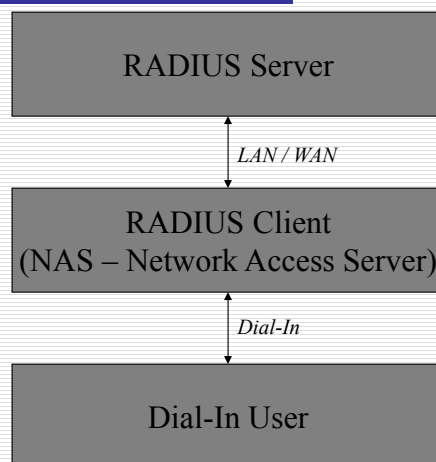 RADIUS Server
LAN / WAN
RADIUS Client
(NAS – Network Access Server)
Dial-In
Dial-In User